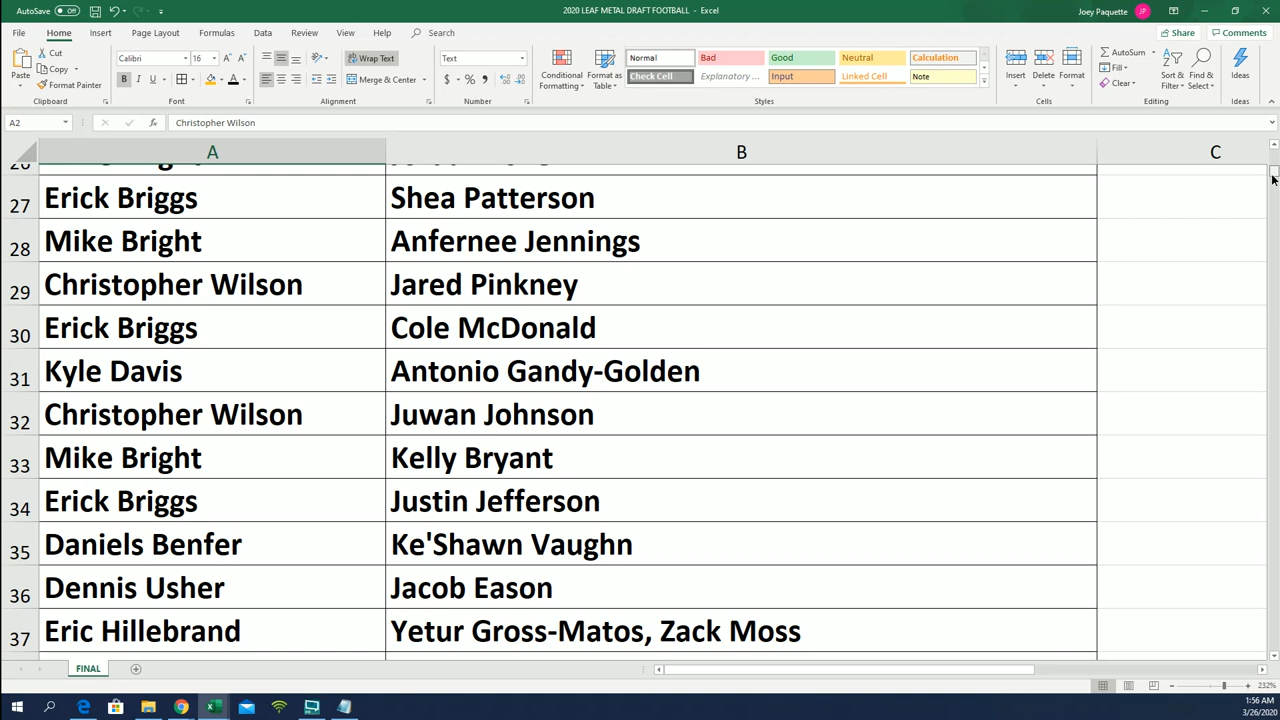 AutoSave Off 2020 LEAF METAL DRAFT FOOTBALL - Excel Joey Paquette JP
File Home Insert Page Layout Formulas Data Review View Help Search Share Comments
Paste Cut Copy Format Painter Clipboard
Calibri 16 B I U A A A Font
Wrap Text Merge & Center Alignment
Text $ % , Number
Conditional Formatting Format as Table
Normal Bad Good Neutral Calculation
Check Cell Explanatory ... Input Linked Cell Note
Styles
Insert Delete Format Cells
AutoSum Fill Clear Sort & Filter Find & Select Editing
Ideas Ideas
A2 fx Christopher Wilson
A B C
27 Erick Briggs Shea Patterson
28 Mike Bright Anfernee Jennings
29 Christopher Wilson Jared Pinkney
30 Erick Briggs Cole McDonald
31 Kyle Davis Antonio Gandy-Golden
32 Christopher Wilson Juwan Johnson
33 Mike Bright Kelly Bryant
34 Erick Briggs Justin Jefferson
35 Daniels Benfer Ke'Shawn Vaughn
36 Dennis Usher Jacob Eason
37 Eric Hillebrand Yetur Gross-Matos, Zack Moss
FINAL
232%
1:56 AM
3/26/2020